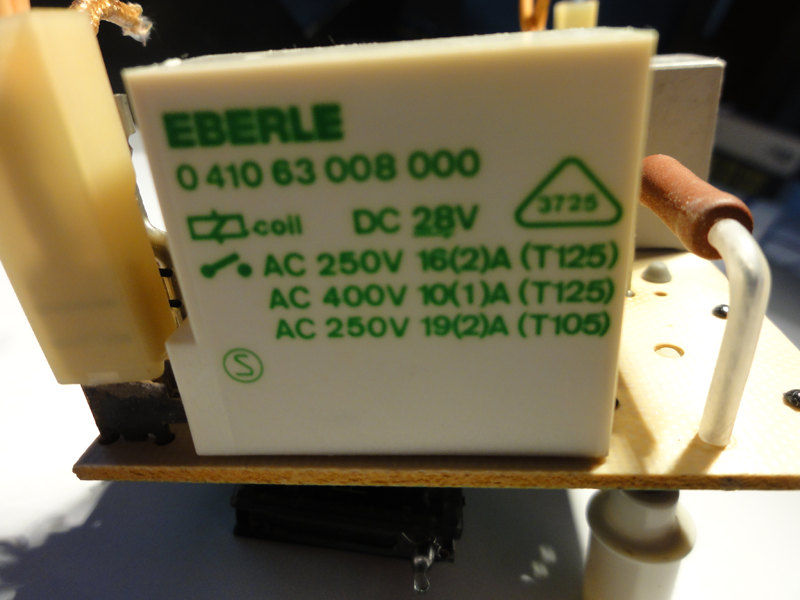 EBERLE
0 410 63 008 000
3725
coil DC 28V
AC 250V 16(2)A (T125)
AC 400V 10(1)A (T125)
AC 250V 19(2)A (T105)
S